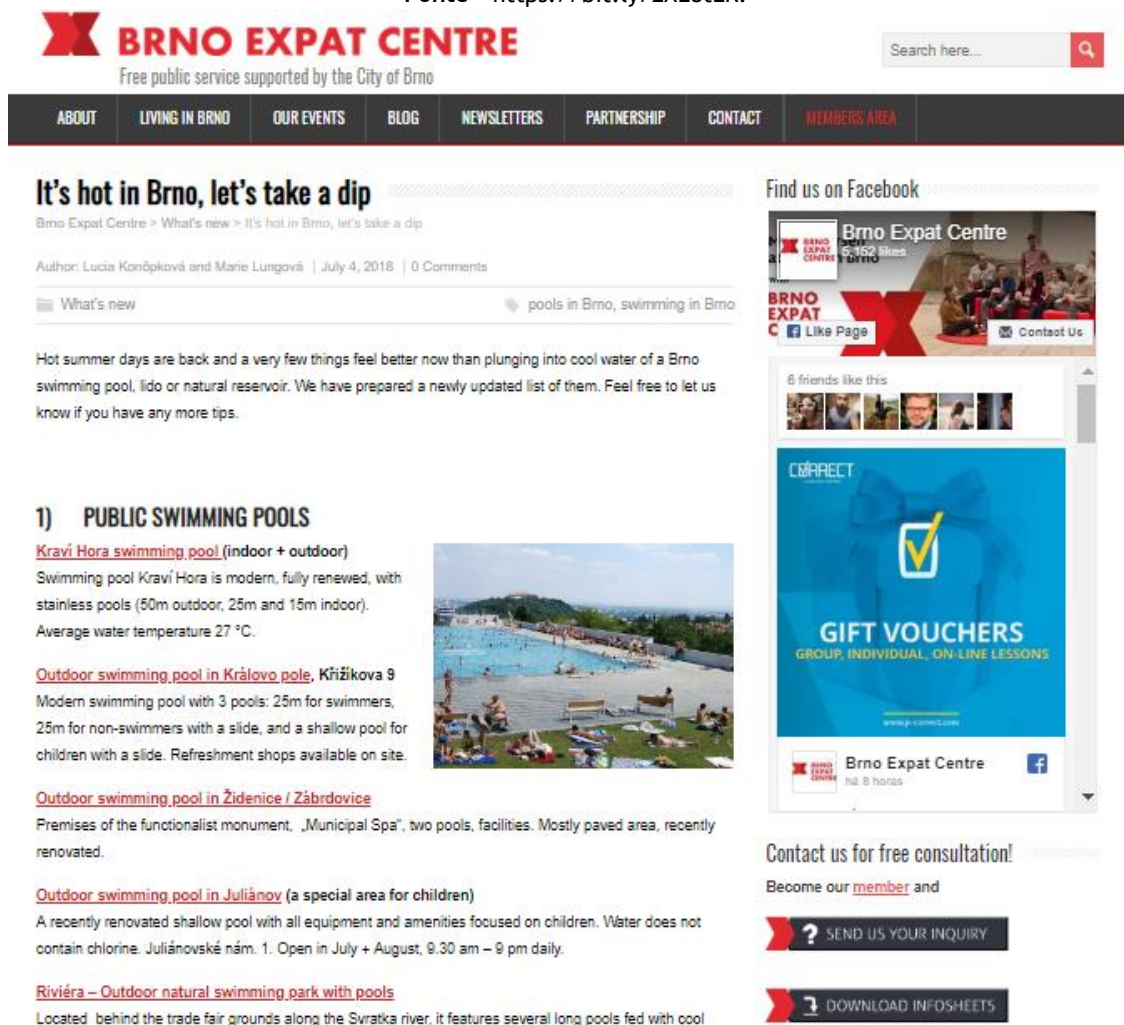 BRNO EXPAT CENTRE
Free public service supported by the City of Brno
Search here...
ABOUT LIVING IN BRNO OUR EVENTS BLOG NEWSLETTERS PARTNERSHIP CONTACT MEMBERS AREA
It's hot in Brno, let's take a dip
Brno Expat Centre > What's new > It's hot in Brno, let's take a dip
Author: Lucia Konôpková and Marie Lungová | July 4, 2018 | 0 Comments
What's new
pools in Brno, swimming in Brno
Hot summer days are back and a very few things feel better now than plunging into cool water of a Brno
swimming pool, lido or natural reservoir. We have prepared a newly updated list of them. Feel free to let us
know if you have any more tips.
1) PUBLIC SWIMMING POOLS
Kraví Hora swimming pool (indoor + outdoor)
Swimming pool Kraví Hora is modern, fully renewed, with
stainless pools (50m outdoor, 25m and 15m indoor).
Average water temperature 27 °C.
Outdoor swimming pool in Královo pole, Křižíkova 9
Modern swimming pool with 3 pools: 25m for swimmers,
25m for non-swimmers with a slide, and a shallow pool for
children with a slide. Refreshment shops available on site.
Outdoor swimming pool in Židenice / Zábrdovice
Premises of the functionalist monument, „Municipal Spa", two pools, facilities. Mostly paved area, recently
renovated.
Outdoor swimming pool in Juliánov (a special area for children)
A recently renovated shallow pool with all equipment and amenities focused on children. Water does not
contain chlorine. Juliánovské nám. 1. Open in July + August, 9.30 am – 9 pm daily.
Riviéra – Outdoor natural swimming park with pools
Located behind the trade fair grounds along the Svratka river, it features several long pools fed with cool
Find us on Facebook
Brno Expat Centre
5,152 likes
BRNO
EXPAT
Like Page
Contact Us
6 friends like this
CORRECT
GIFT VOUCHERS
GROUP, INDIVIDUAL, ON-LINE LESSONS
www.p-correct.com
Brno Expat Centre
há 8 horas
Contact us for free consultation!
Become our member and
? SEND US YOUR INQUIRY
DOWNLOAD INFOSHEETS